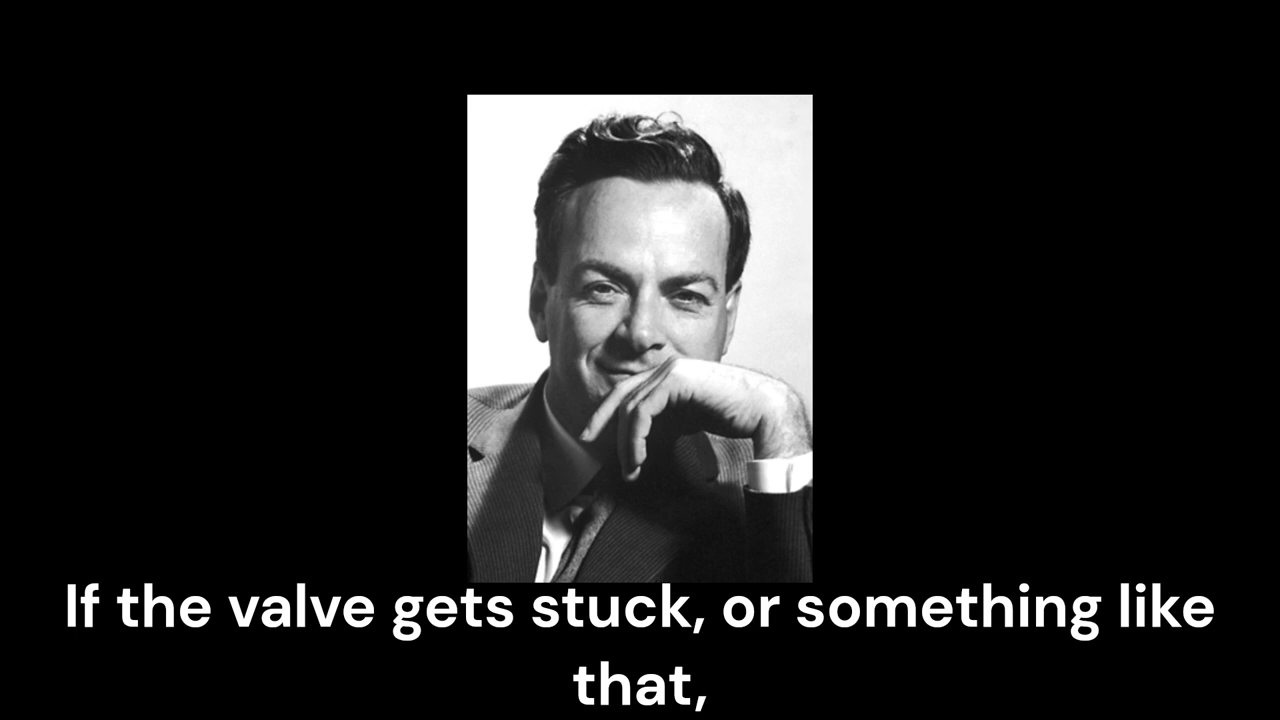 If the valve gets stuck, or something like
that,